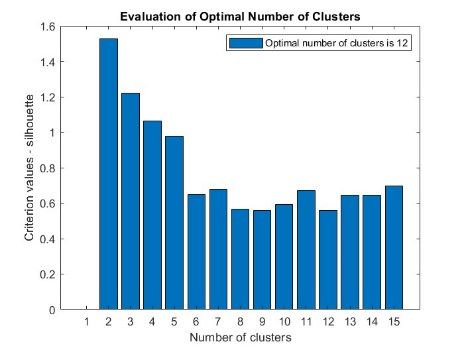 Evaluation of Optimal Number of Clusters
Optimal number of clusters is 12
Criterion values - silhouette
1.6
1.4
1.2
1
0.8
0.6
0.4
0.2
0
1 2 3 4 5 6 7 8 9 10 11 12 13 14 15
Number of clusters